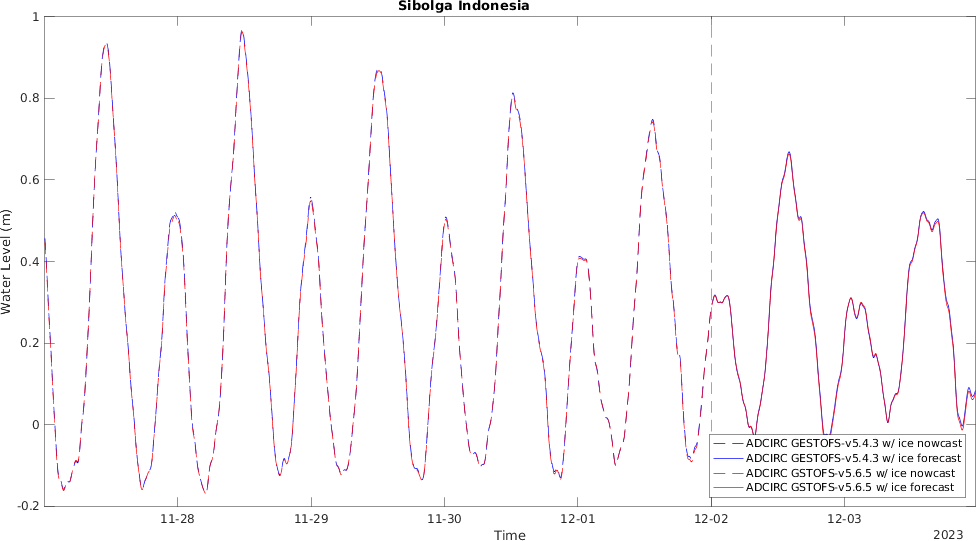 Sibolga Indonesia
1
0.8
0.6
0.4
0.2
0
-0.2
Water Level (m)
11-28
11-29
11-30
12-01
12-02
12-03
Time
2023
ADCIRC GESTOFS-v5.4.3 w/ ice nowcast
ADCIRC GESTOFS-v5.4.3 w/ ice forecast
ADCIRC GSTOFS-v5.6.5 w/ ice nowcast
ADCIRC GSTOFS-v5.6.5 w/ ice forecast